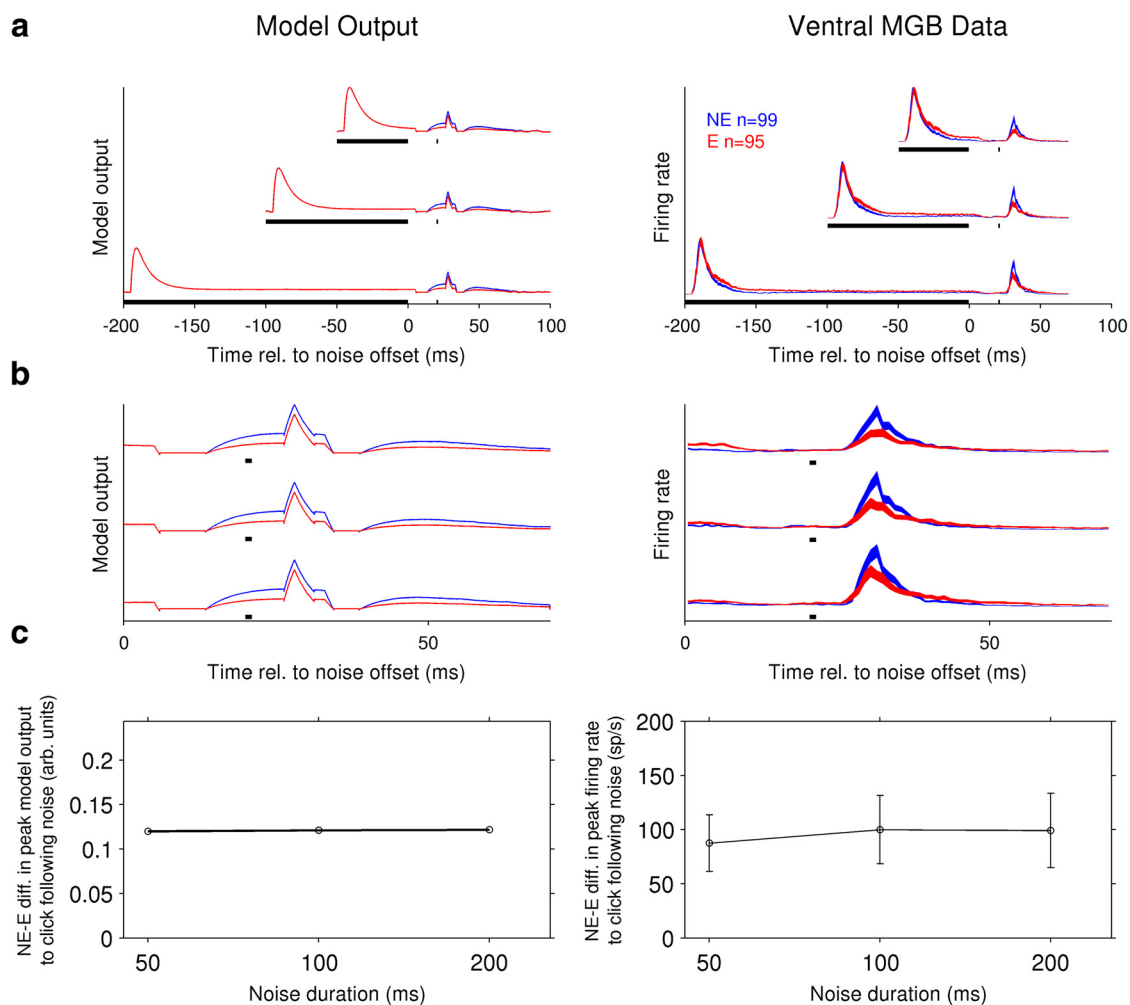 a
Model Output
Ventral MGB Data
Model output
Firing rate
NE n=99
E n=95
-200
-150
-100
-50
0
50
100
-200
-150
-100
-50
0
50
100
Time rel. to noise offset (ms)
Time rel. to noise offset (ms)
b
Model output
Firing rate
0
50
0
50
Time rel. to noise offset (ms)
Time rel. to noise offset (ms)
c
NE-E diff. in peak model output
to click following noise (arb. units)
0.2
0.15
0.1
0.05
0
50
100
200
Noise duration (ms)
NE-E diff. in peak firing rate
to click following noise (sp/s)
200
150
100
50
0
50
100
200
Noise duration (ms)